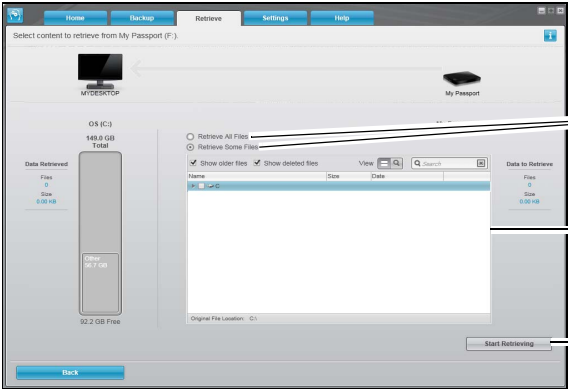 Home Backup Retrieve Settings Help
Select content to retrieve from My Passport (F:).
MYDESKTOP
My Passport
OS (C:)
149.0 GB
Total
Retrieve All Files
Retrieve Some Files
Data Retrieved
Files
0
Size
0.00 KB
Show older files Show deleted files View Search
Name Size Date
C:
Data to Retrieve
Files
0
Size
0.00 KB
Other
56.7 GB
92.2 GB Free
Original File Location: C:\
Start Retrieving
Back